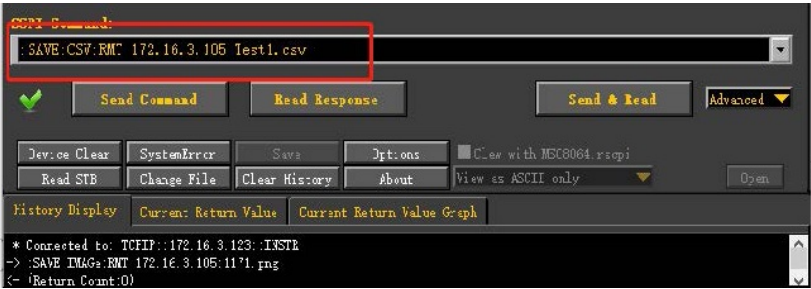 SCPI Command:
:SAVE:CSV:RMT 172.16.3.105 Test1.csv
Send Command
Read Response
Send & Read
Advanced
Device Clear
SystemError
Save
Options
View with MSO8064.rscpi
Read STB
Change File
Clear History
About
View as ASCII only
Open
History Display
Current Return Value
Current Return Value Graph
* Connected to: TCPIP::172.16.3.123::INSTR
-> :SAVE IMAGe:RMT 172.16.3.105:1171.png
<- (Return Count:0)